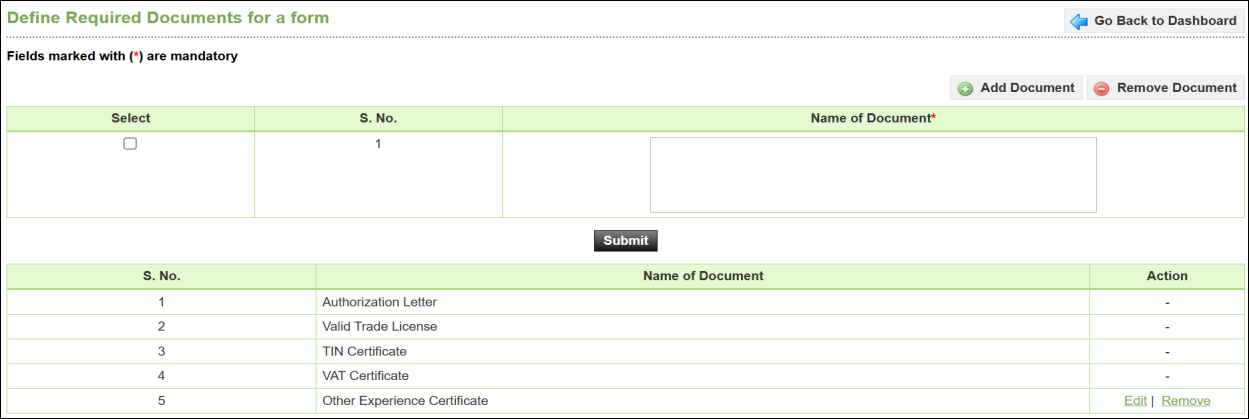 Define Required Documents for a form
Go Back to Dashboard
Fields marked with (*) are mandatory
Add Document Remove Document
Select S. No. Name of Document*
1
Submit
S. No. Name of Document Action
1 Authorization Letter -
2 Valid Trade License -
3 TIN Certificate -
4 VAT Certificate -
5 Other Experience Certificate Edit | Remove